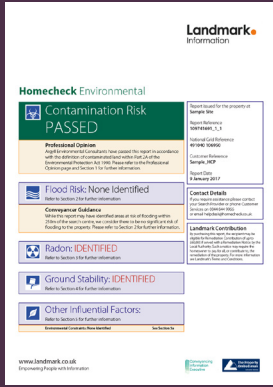 Landmark
Information
Homecheck Environmental
Contamination Risk
PASSED
Professional Opinion
Argyll Environmental Consultants have passed this report in accordance
with the definition of contaminated land within Part 2A of the
Environmental Protection Act 1990. Please refer to the Professional
Opinion page and Section 1 for further information.
Flood Risk: None Identified
Refer to Section 2 for further information
Conveyancer Guidance
While this report may have identified areas at risk of flooding within
250m of the search centre, we consider there to be no significant risk of
flooding to the property. Please refer to Section 2 for further information.
Radon: IDENTIFIED
Refer to Section 3 for further information
Ground Stability: IDENTIFIED
Refer to Section 4 for further information
Other Influential Factors:
Refer to Section 5 for further information
Environmental Constraints: None Identified See Section 5a
Report issued for the property at
Sample Site
Report Reference
National Grid Reference
Customer Reference
Sample_HCP
Report Date
9 January 2017
Contact Details
If you require assistance please contact
your Search Provider or phone Customer
or email helpdesk@homecheck.co.uk
Landmark Contribution
www.landmark.co.uk
Empowering People with Information